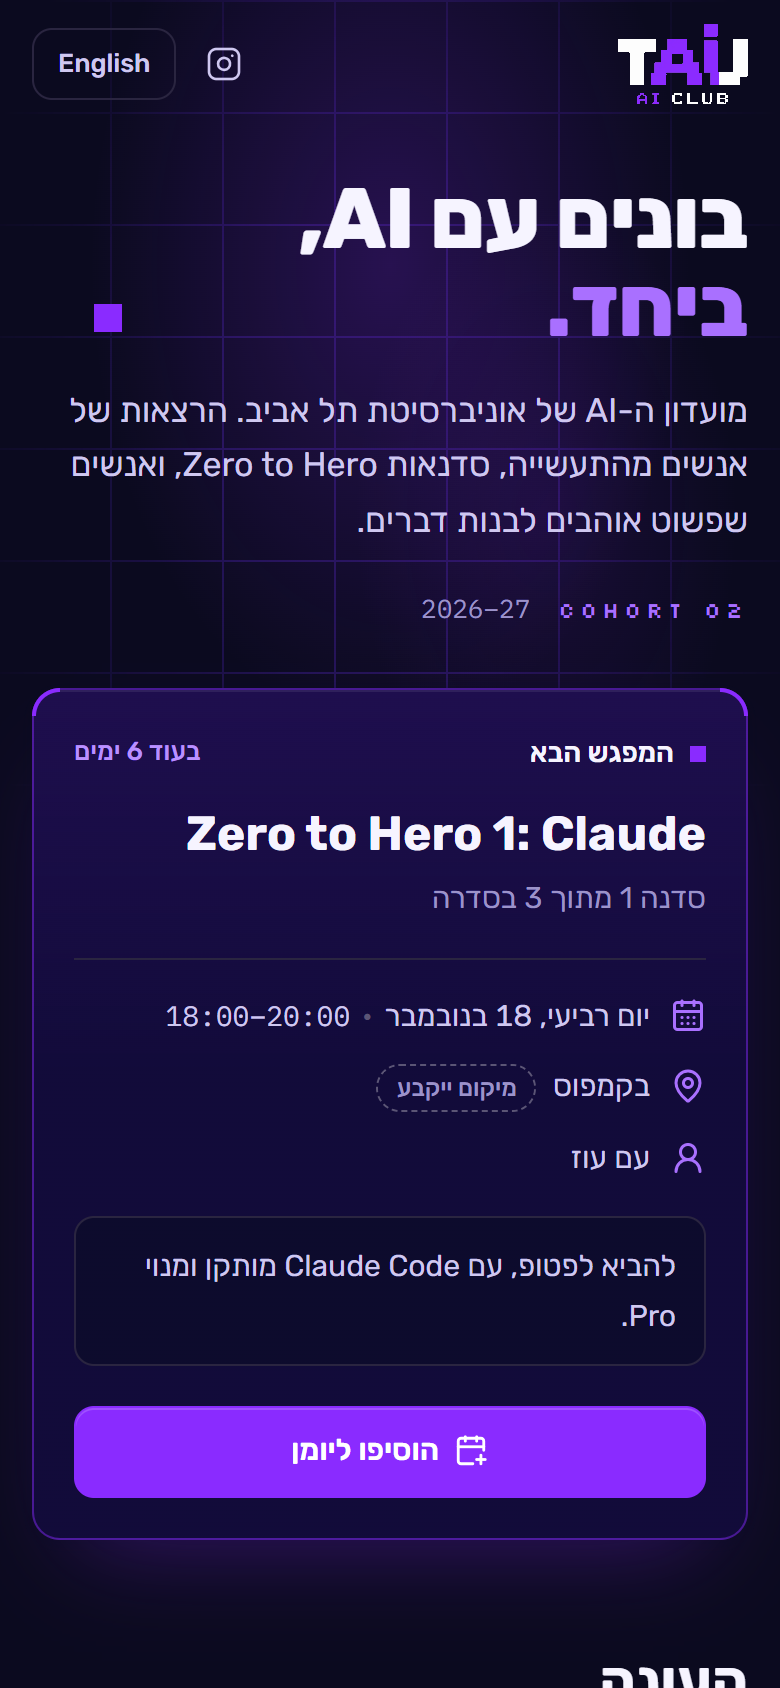 TAiU
AI CLUB
English
בונים עם AI,
ביחד.
מועדון ה-AI של אוניברסיטת תל אביב. הרצאות של
אנשים מהתעשייה, סדנאות Zero to Hero, ואנשים
שפשוט אוהבים לבנות דברים.
COHORT 02 2026–27
המפגש הבא
בעוד 6 ימים
Zero to Hero 1: Claude
סדנה 1 מתוך 3 בסדרה
יום רביעי, 18 בנובמבר • 18:00–20:00
בקמפוס מיקום ייקבע
עם עוז
להביא לפטופ, עם Claude Code מותקן ומנוי
Pro.
הוסיפו ליומן
העונה